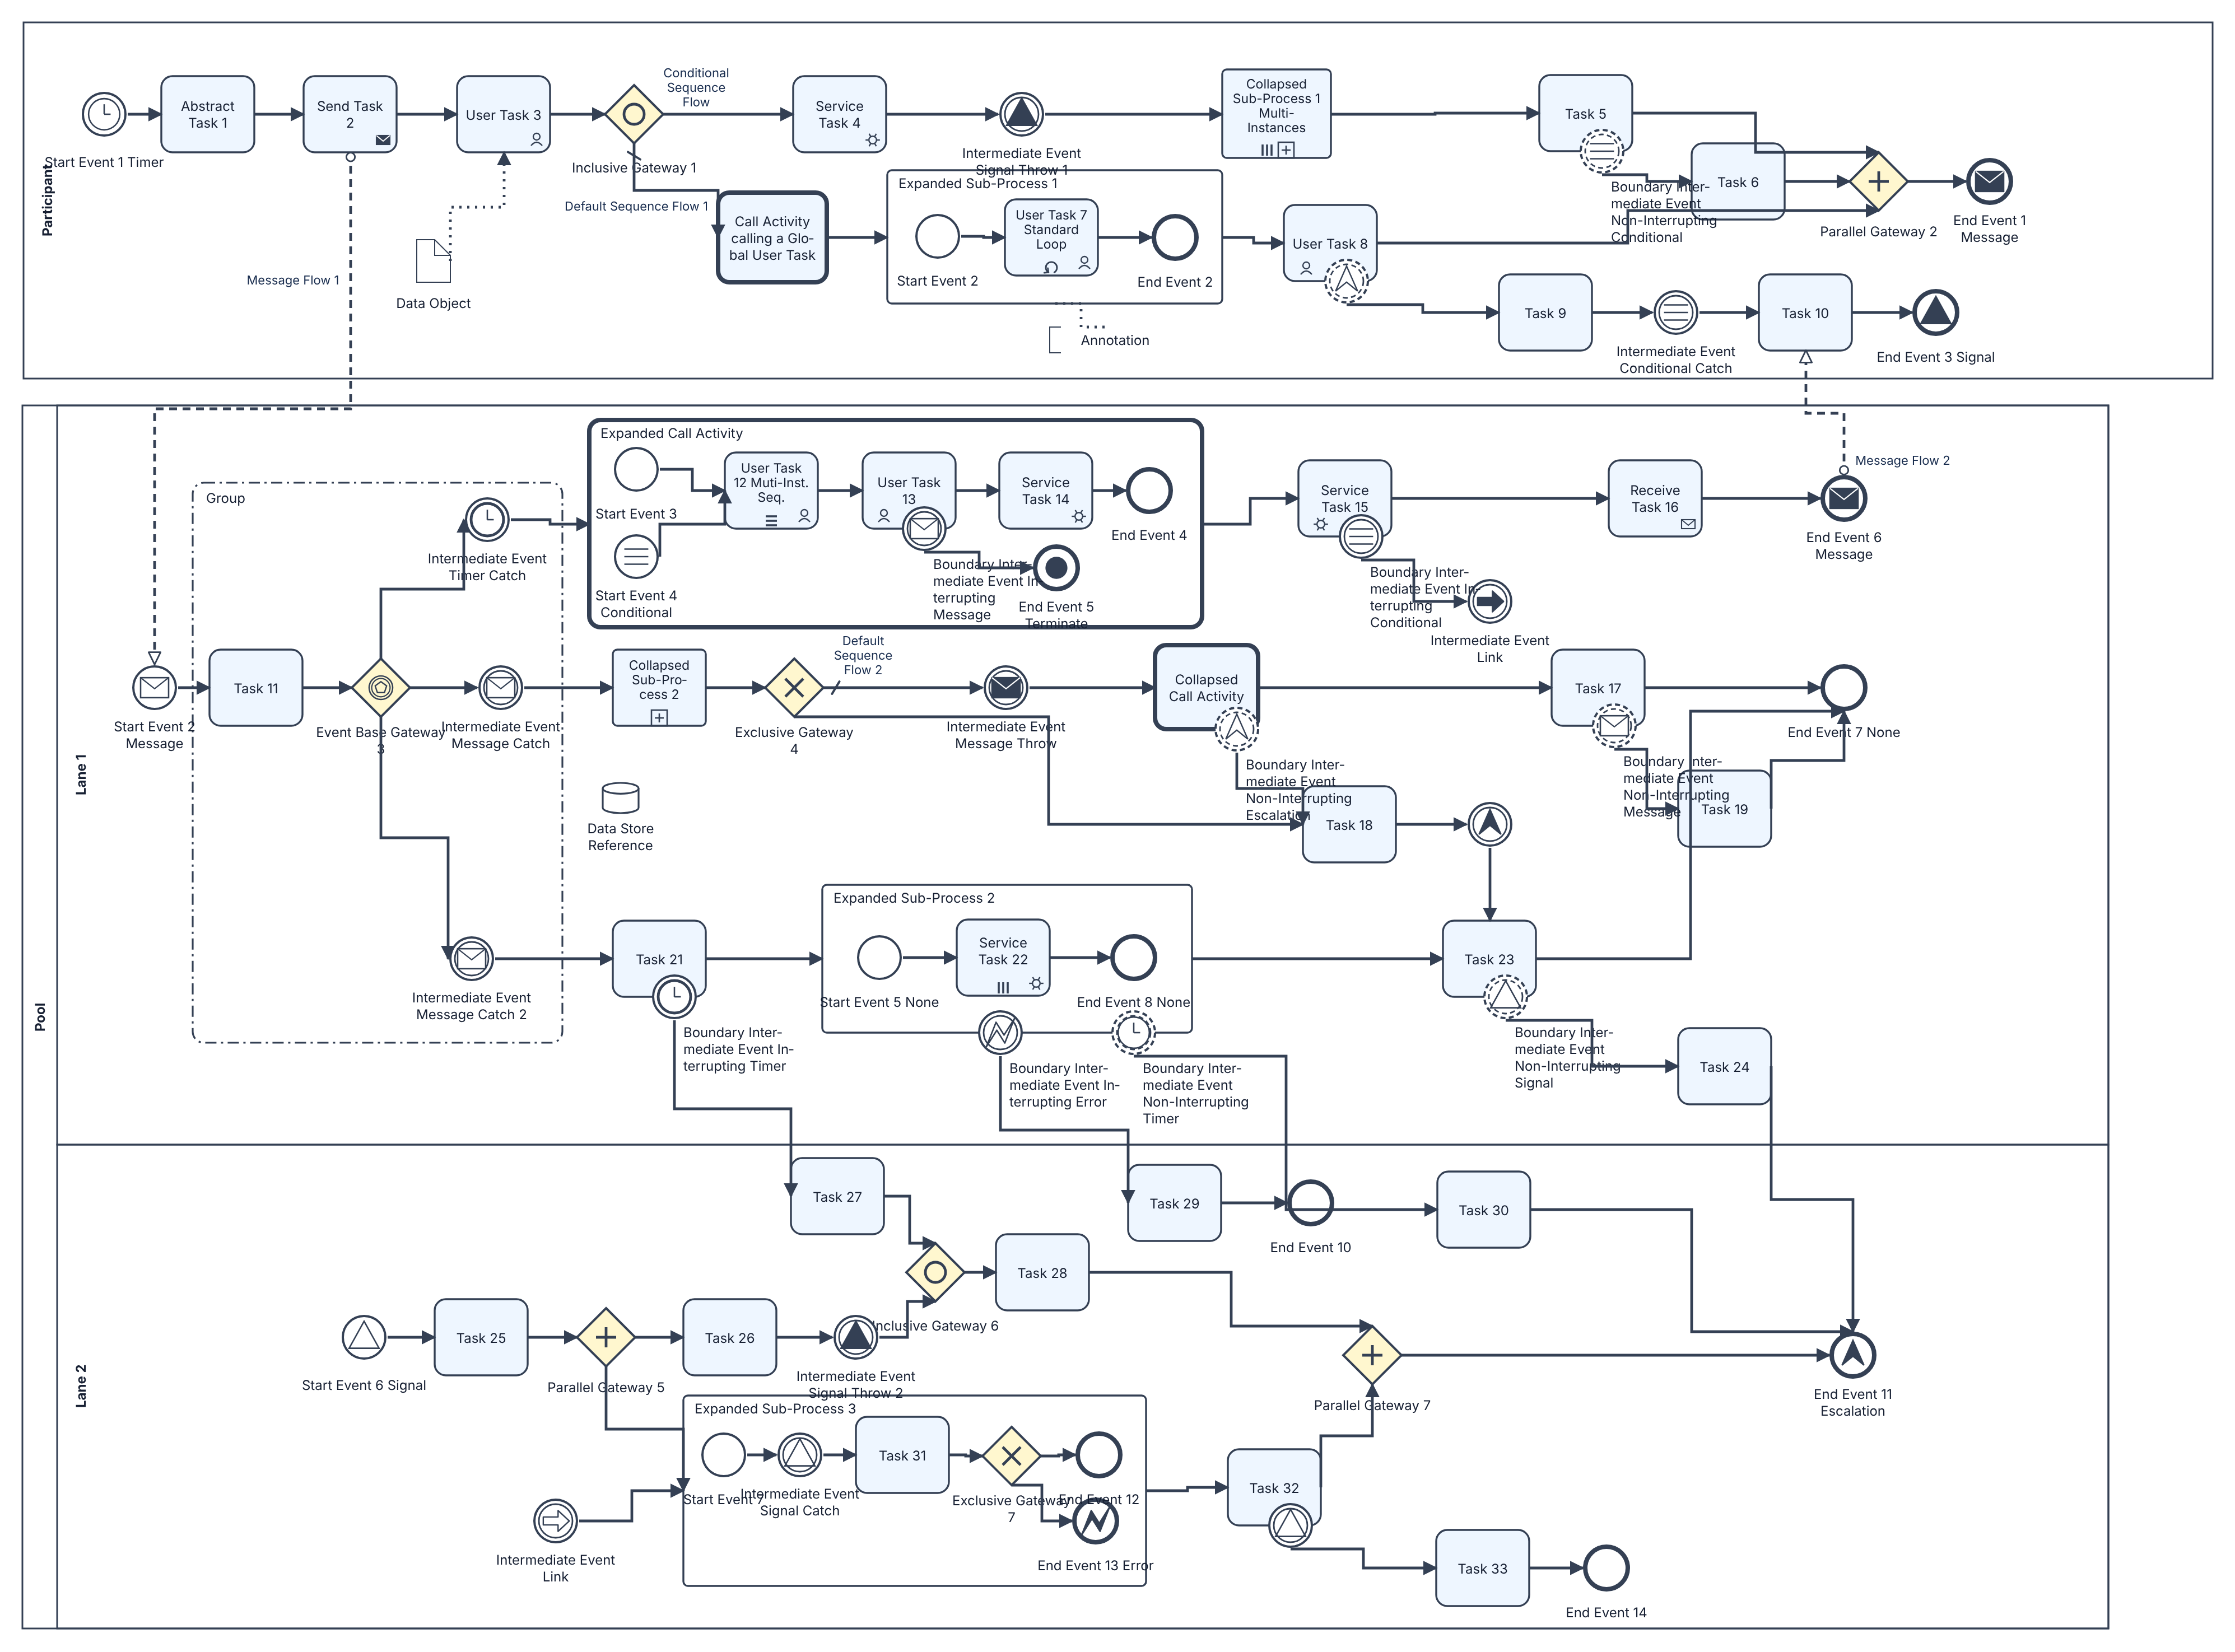 Participant
Start Event 1 Timer
Abstract
Task 1
Send Task
2
User Task 3
Conditional
Sequence
Flow
Inclusive Gateway 1
Service
Task 4
Intermediate Event
Signal Throw 1
Collapsed
Sub-Process 1
Multi-
Instances
Task 5
Boundary Inter-
mediate Event
Non-Interrupting
Conditional
Task 6
Parallel Gateway 2
End Event 1
Message
Default Sequence Flow 1
Call Activity
calling a Glo-
bal User Task
Expanded Sub-Process 1
Start Event 2
User Task 7
Standard
Loop
End Event 2
User Task 8
Message Flow 1
Data Object
Annotation
Task 9
Intermediate Event
Conditional Catch
Task 10
End Event 3 Signal
Pool
Lane 1
Group
Intermediate Event
Timer Catch
Expanded Call Activity
Start Event 3
Start Event 4
Conditional
User Task
12 Muti-Inst.
Seq.
User Task
13
Boundary Inter-
mediate Event In-
terrupting
Message
Service
Task 14
End Event 4
End Event 5
Terminate
Service
Task 15
Boundary Inter-
mediate Event In-
terrupting
Conditional
Intermediate Event
Link
Receive
Task 16
Message Flow 2
End Event 6
Message
Start Event 2
Message
Task 11
Event Base Gateway
3
Intermediate Event
Message Catch
Collapsed
Sub-Pro-
cess 2
Exclusive Gateway
4
Default
Sequence
Flow 2
Intermediate Event
Message Throw
Collapsed
Call Activity
Boundary Inter-
mediate Event
Non-Interrupting
Escalation
Task 17
Boundary Inter-
mediate Event
Non-Interrupting
Message
End Event 7 None
Data Store
Reference
Task 18
Task 19
Intermediate Event
Message Catch 2
Task 21
Boundary Inter-
mediate Event In-
terrupting Timer
Expanded Sub-Process 2
Start Event 5 None
Service
Task 22
End Event 8 None
Boundary Inter-
mediate Event In-
terrupting Error
Boundary Inter-
mediate Event
Non-Interrupting
Timer
Task 23
Boundary Inter-
mediate Event
Non-Interrupting
Signal
Task 24
Lane 2
Task 27
Task 29
End Event 10
Task 30
Inclusive Gateway 6
Task 28
Start Event 6 Signal
Task 25
Parallel Gateway 5
Task 26
Intermediate Event
Signal Throw 2
Parallel Gateway 7
End Event 11
Escalation
Expanded Sub-Process 3
Start Event 7
Intermediate Event
Signal Catch
Task 31
Exclusive Gateway
7
End Event 12
End Event 13 Error
Intermediate Event
Link
Task 32
Task 33
End Event 14